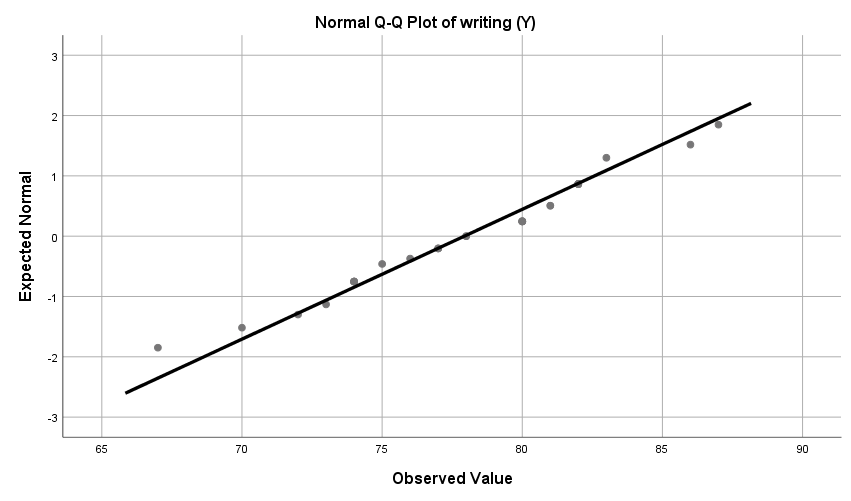 Normal Q-Q Plot of writing (Y)
Expected Normal
3
2
1
0
-1
-2
-3
65 70 75 80 85 90
Observed Value